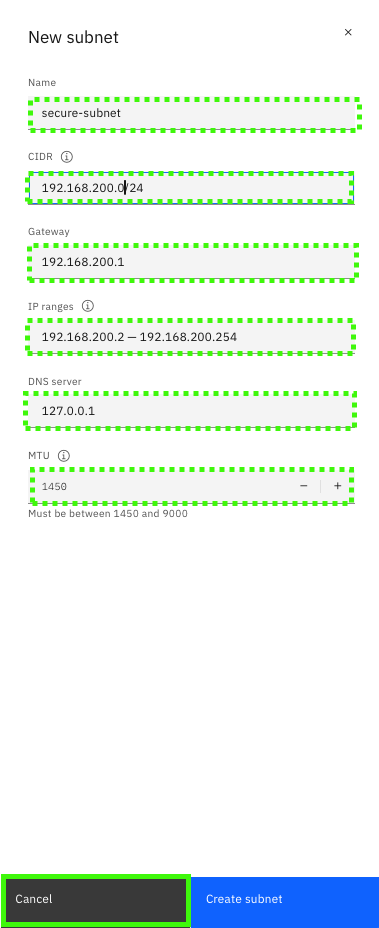 New subnet
Name
secure-subnet
CIDR
192.168.200.0/24
Gateway
192.168.200.1
IP ranges
192.168.200.2 — 192.168.200.254
DNS server
127.0.0.1
MTU
1450
Must be between 1450 and 9000
Cancel
Create subnet